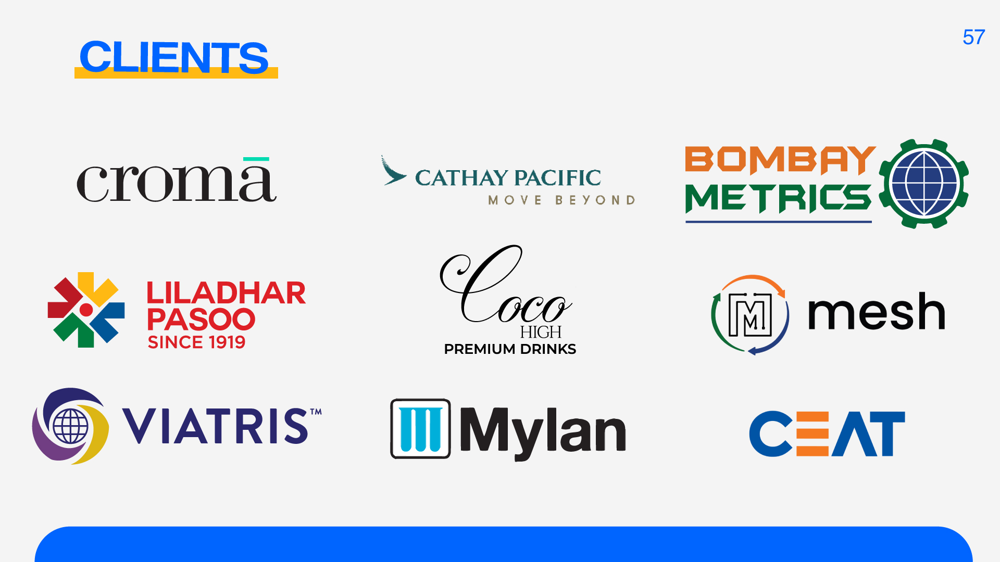 CLIENTS
57
cromā
CATHAY PACIFIC
MOVE BEYOND
BOMBAY
METRICS
LILADHAR
PASOO
SINCE 1919
Coco
HIGH
PREMIUM DRINKS
M
mesh
VIATRIS™
Mylan
CEAT